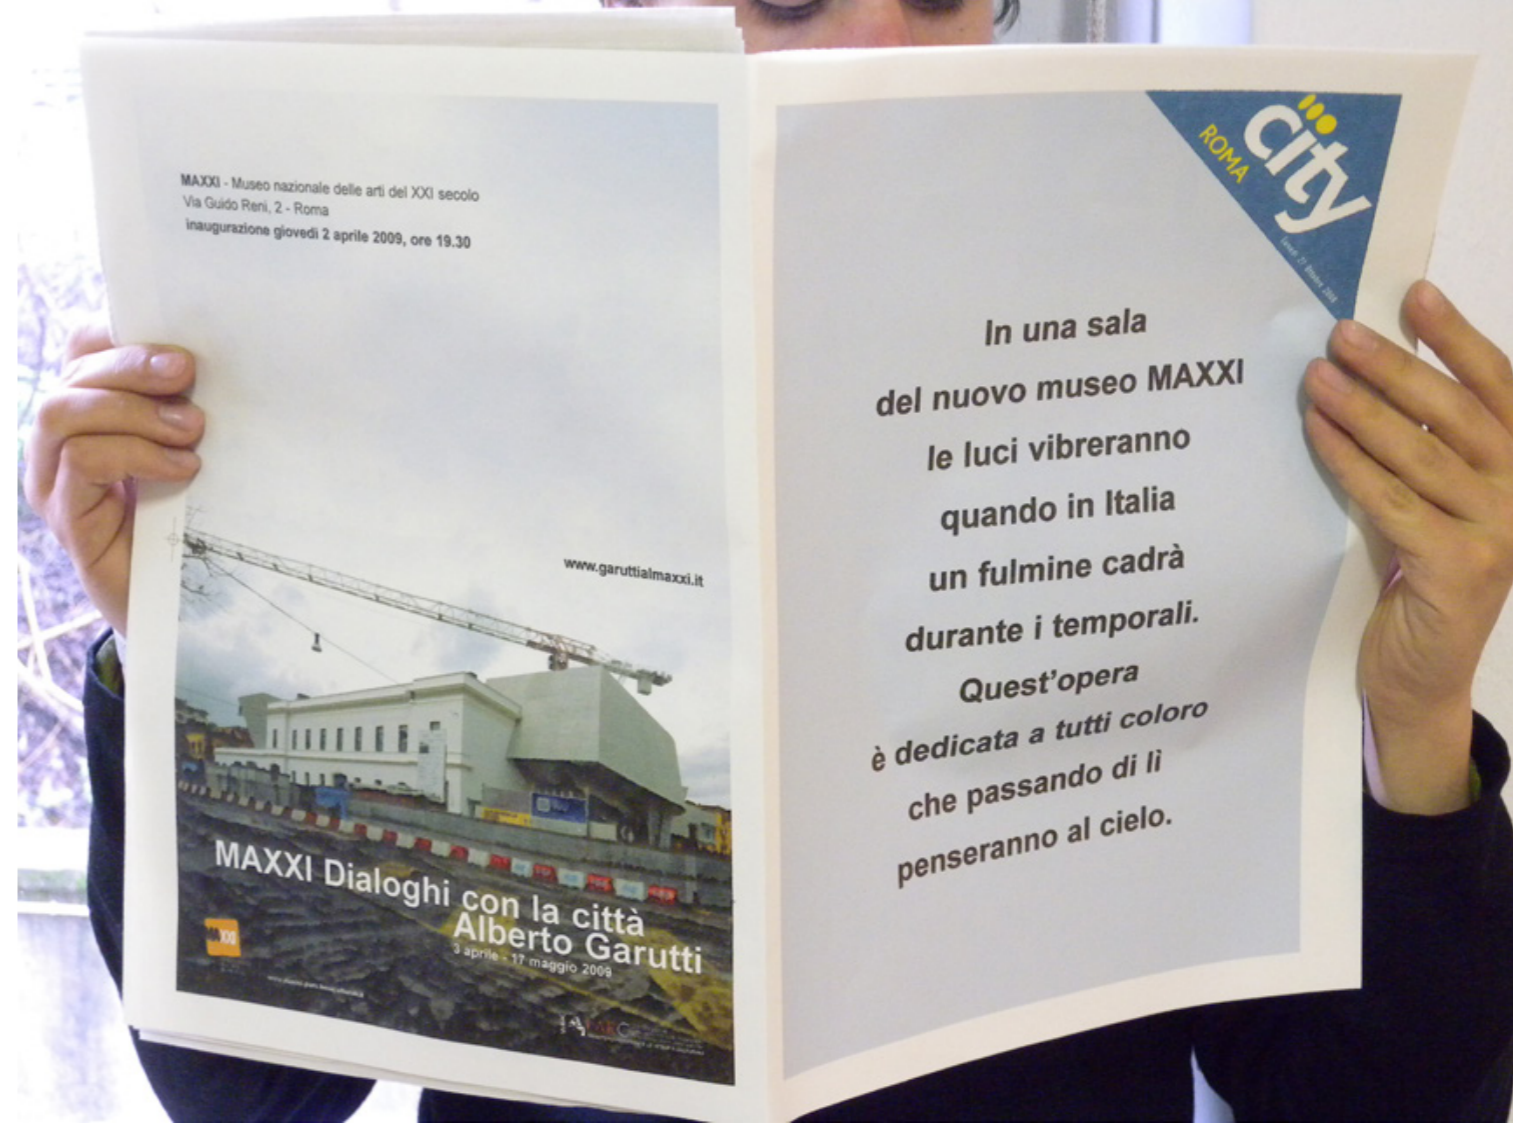 MAXXI - Museo nazionale delle arti del XXI secolo
Via Guido Reni, 2 - Roma
inaugurazione giovedì 2 aprile 2009, ore 19.30
www.garuttialmaxxi.it
MAXXI Dialoghi con la città
Alberto Garutti
3 aprile - 17 maggio 2009
city
ROMA
In una sala
del nuovo museo MAXXI
le luci vibreranno
quando in Italia
un fulmine cadrà
durante i temporali.
Quest'opera
è dedicata a tutti coloro
che passando di lì
penseranno al cielo.